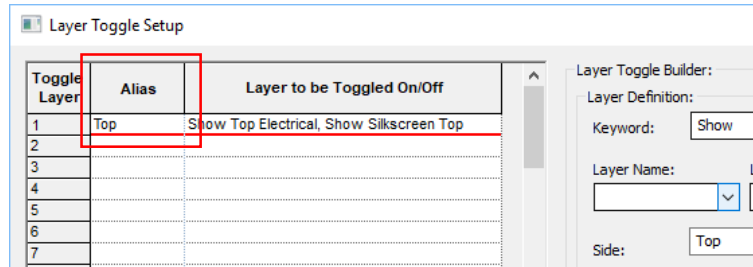 Layer Toggle Setup
Toggle Layer Alias Layer to be Toggled On/Off
1 Top Show Top Electrical, Show Silkscreen Top
2
3
4
5
6
7
Layer Toggle Builder:
Layer Definition:
Keyword: Show
Layer Name:
Side: Top